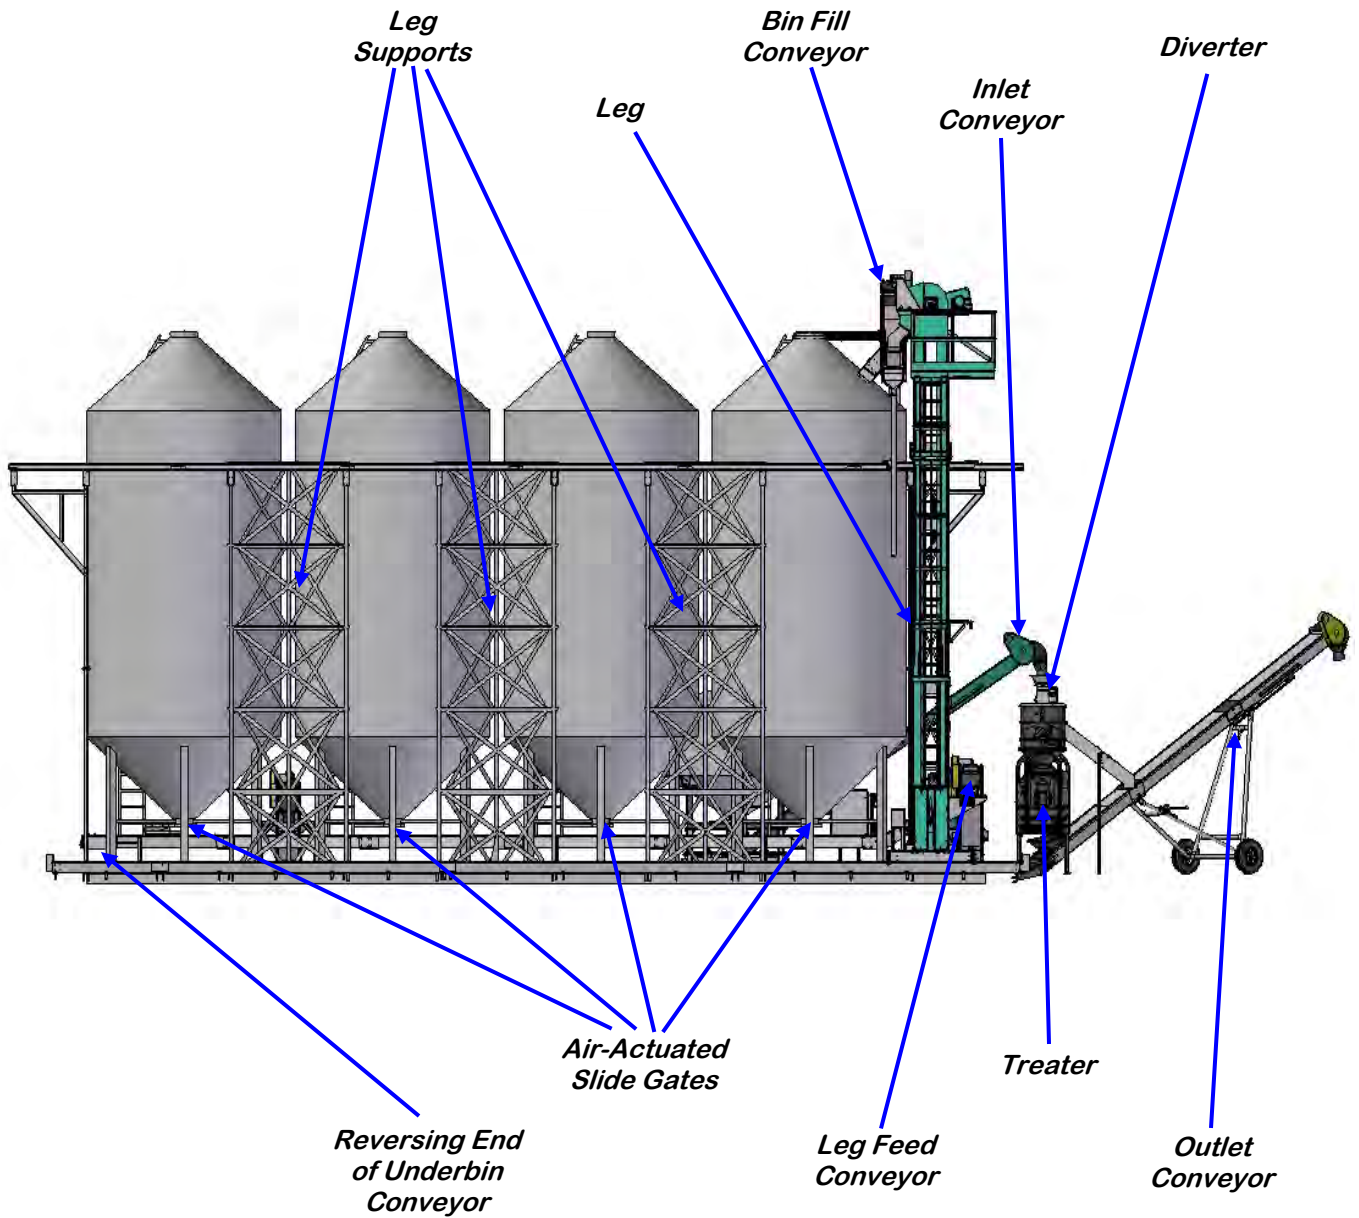 Leg
Supports
Bin Fill
Conveyor
Diverter
Inlet
Conveyor
Leg
Air-Actuated
Slide Gates
Treater
Reversing End
of Underbin
Conveyor
Leg Feed
Conveyor
Outlet
Conveyor